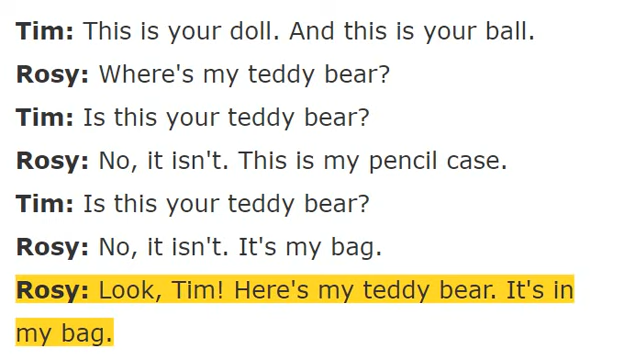 Tim: This is your doll. And this is your ball.
Rosy: Where's my teddy bear?
Tim: Is this your teddy bear?
Rosy: No, it isn't. This is my pencil case.
Tim: Is this your teddy bear?
Rosy: No, it isn't. It's my bag.
Rosy: Look, Tim! Here's my teddy bear. It's in
my bag.